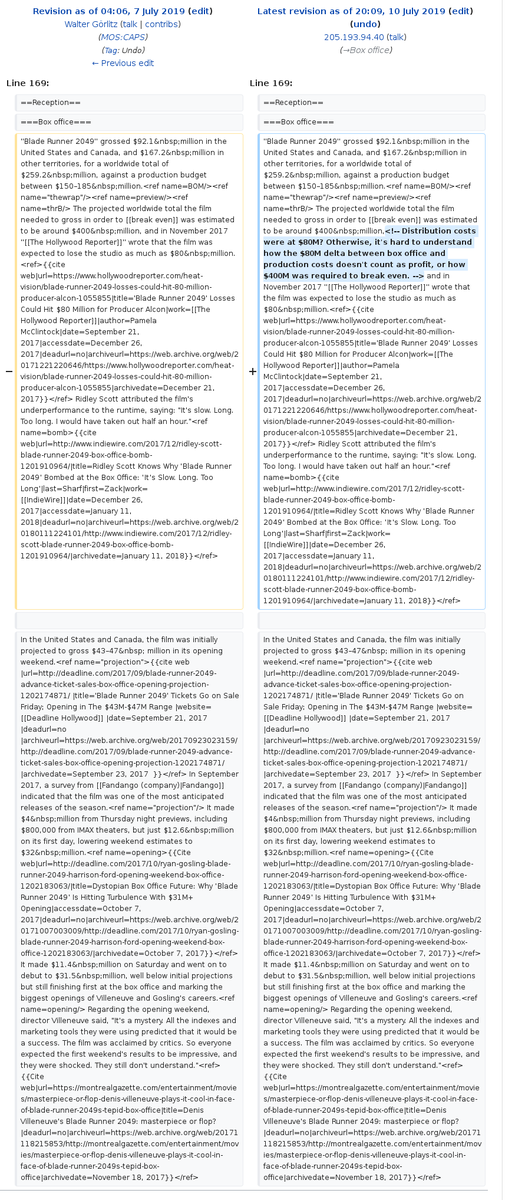 Revision as of 04:06, 7 July 2019 (edit)
Walter Görlitz (talk | contribs)
(MOS:CAPS)
(Tag: Undo)
← Previous edit
Latest revision as of 20:09, 10 July 2019 (edit)
(undo)
205.193.94.40 (talk)
(→Box office)
Line 169:
==Reception==
===Box office===
−
"Blade Runner 2049" grossed $92.1&nbsp;million in the
United States and Canada, and $167.2&nbsp;million in
other territories, for a worldwide total of
$259.2&nbsp;million, against a production budget
between $150–185&nbsp;million.<ref name=BOM/><ref
name="thewrap"/><ref name=preview/><ref
name=thrB/> The projected worldwide total the film
needed to gross in order to [[break even]] was estimated
to be around $400&nbsp;million, and in November 2017
''[[The Hollywood Reporter]]'' wrote that the film was
expected to lose the studio as much as $80&nbsp;million.
<ref>{{cite
web|url=https://www.hollywoodreporter.com/heat-
vision/blade-runner-2049-losses-could-hit-80-million-
producer-alcon-1055855|title='Blade Runner 2049' Losses
Could Hit $80 Million for Producer Alcon|work=[[The
Hollywood Reporter]]|author=Pamela
McClintock|date=September 21,
2017|accessdate=December 26,
2017|deadurl=no|archiveurl=https://web.archive.org/web/2
0171221220646/https://www.hollywoodreporter.com/heat-
vision/blade-runner-2049-losses-could-hit-80-million-
producer-alcon-1055855|archivedate=December 21,
2017}}</ref> Ridley Scott attributed the film's
underperformance to the runtime, saying: "It's slow. Long.
Too long. I would have taken out half an hour."<ref
name=bomb>{{cite
web|url=http://www.indiewire.com/2017/12/ridley-scott-
blade-runner-2049-box-office-bomb-
1201910964/|title=Ridley Scott Knows Why 'Blade Runner
2049' Bombed at the Box Office: 'It's Slow. Long. Too
Long'|last=Sharf|first=Zack|work=
[[IndieWire]]|date=December 26,
2017|accessdate=January 11,
2018|deadurl=no|archiveurl=https://web.archive.org/web/2
0180111224101/http://www.indiewire.com/2017/12/ridley-
scott-blade-runner-2049-box-office-bomb-
1201910964/|archivedate=January 11, 2018}}</ref>
In the United States and Canada, the film was initially
projected to gross $43–47&nbsp; million in its opening
weekend.<ref name="projection">{{cite web
|url=http://deadline.com/2017/09/blade-runner-2049-
advance-ticket-sales-box-office-opening-projection-
1202174871/ |title='Blade Runner 2049' Tickets Go on Sale
Friday; Opening in The $43M-$47M Range |website=
[[Deadline Hollywood]] |date=September 21, 2017
|deadurl=no
|archiveurl=https://web.archive.org/web/20170923023159/
http://deadline.com/2017/09/blade-runner-2049-advance-
ticket-sales-box-office-opening-projection-1202174871/
|archivedate=September 23, 2017  }}</ref> In September
2017, a survey from [[Fandango (company)|Fandango]]
indicated that the film was one of the most anticipated
releases of the season.<ref name="projection"/> It made
$4&nbsp;million from Thursday night previews, including
$800,000 from IMAX theaters, but just $12.6&nbsp;million
on its first day, lowering weekend estimates to
$32&nbsp;million.<ref name=opening>{{Cite
web|url=http://deadline.com/2017/10/ryan-gosling-blade-
runner-2049-harrison-ford-opening-weekend-box-office-
1202183063/|title=Dystopian Box Office Future: Why 'Blade
Runner 2049' Is Hitting Turbulence With $31M+
Opening|accessdate=October 7,
2017|deadurl=no|archiveurl=https://web.archive.org/web/2
0171007003009/http://deadline.com/2017/10/ryan-gosling-
blade-runner-2049-harrison-ford-opening-weekend-box-
office-1202183063/|archivedate=October 7, 2017}}</ref>
It made $11.4&nbsp;million on Saturday and went on to
debut to $31.5&nbsp;million, well below initial projections
but still finishing first at the box office and marking the
biggest openings of Villeneuve and Gosling's careers.<ref
name=opening/> Regarding the opening weekend,
director Villeneuve said, "It's a mystery. All the indexes and
marketing tools they were using predicted that it would be
a success. The film was acclaimed by critics. So everyone
expected the first weekend's results to be impressive, and
they were shocked. They still don't understand."<ref>
{{Cite
web|url=https://montrealgazette.com/entertainment/movie
s/masterpiece-or-flop-denis-villeneuve-plays-it-cool-in-face-
of-blade-runner-2049s-tepid-box-office|title=Denis
Villeneuve's Blade Runner 2049: masterpiece or flop?
|deadurl=no|archiveurl=https://web.archive.org/web/20171
118215853/http://montrealgazette.com/entertainment/mov
ies/masterpiece-or-flop-denis-villeneuve-plays-it-cool-in-
face-of-blade-runner-2049s-tepid-box-
office|archivedate=November 18, 2017}}</ref>
Line 169:
==Reception==
===Box office===
+
"Blade Runner 2049" grossed $92.1&nbsp;million in the
United States and Canada, and $167.2&nbsp;million in
other territories, for a worldwide total of
$259.2&nbsp;million, against a production budget
between $150–185&nbsp;million.<ref name=BOM/><ref
name="thewrap"/><ref name=preview/><ref
name=thrB/> The projected worldwide total the film
needed to gross in order to [[break even]] was estimated
to be around $400&nbsp;million,<!-- Distribution costs
were at $80M? Otherwise, it's hard to understand
how the $80M delta between box office and
production costs doesn't count as profit, or how
$400M was required to break even. --> and in
November 2017 ''[[The Hollywood Reporter]]'' wrote that
the film was expected to lose the studio as much as
$80&nbsp;million.<ref>{{cite
web|url=https://www.hollywoodreporter.com/heat-
vision/blade-runner-2049-losses-could-hit-80-million-
producer-alcon-1055855|title='Blade Runner 2049' Losses
Could Hit $80 Million for Producer Alcon|work=[[The
Hollywood Reporter]]|author=Pamela
McClintock|date=September 21,
2017|accessdate=December 26,
2017|deadurl=no|archiveurl=https://web.archive.org/web/2
0171221220646/https://www.hollywoodreporter.com/heat-
vision/blade-runner-2049-losses-could-hit-80-million-
producer-alcon-1055855|archivedate=December 21,
2017}}</ref> Ridley Scott attributed the film's
underperformance to the runtime, saying: "It's slow. Long.
Too long. I would have taken out half an hour."<ref
name=bomb>{{cite
web|url=http://www.indiewire.com/2017/12/ridley-scott-
blade-runner-2049-box-office-bomb-
1201910964/|title=Ridley Scott Knows Why 'Blade Runner
2049' Bombed at the Box Office: 'It's Slow. Long. Too
Long'|last=Sharf|first=Zack|work=
[[IndieWire]]|date=December 26,
2017|accessdate=January 11,
2018|deadurl=no|archiveurl=https://web.archive.org/web/2
0180111224101/http://www.indiewire.com/2017/12/ridley-
scott-blade-runner-2049-box-office-bomb-
1201910964/|archivedate=January 11, 2018}}</ref>
In the United States and Canada, the film was initially
projected to gross $43–47&nbsp; million in its opening
weekend.<ref name="projection">{{cite web
|url=http://deadline.com/2017/09/blade-runner-2049-
advance-ticket-sales-box-office-opening-projection-
1202174871/ |title='Blade Runner 2049' Tickets Go on Sale
Friday; Opening in The $43M-$47M Range |website=
[[Deadline Hollywood]] |date=September 21, 2017
|deadurl=no
|archiveurl=https://web.archive.org/web/20170923023159/
http://deadline.com/2017/09/blade-runner-2049-advance-
ticket-sales-box-office-opening-projection-1202174871/
|archivedate=September 23, 2017  }}</ref> In September
2017, a survey from [[Fandango (company)|Fandango]]
indicated that the film was one of the most anticipated
releases of the season.<ref name="projection"/> It made
$4&nbsp;million from Thursday night previews, including
$800,000 from IMAX theaters, but just $12.6&nbsp;million
on its first day, lowering weekend estimates to
$32&nbsp;million.<ref name=opening>{{Cite
web|url=http://deadline.com/2017/10/ryan-gosling-blade-
runner-2049-harrison-ford-opening-weekend-box-office-
1202183063/|title=Dystopian Box Office Future: Why 'Blade
Runner 2049' Is Hitting Turbulence With $31M+
Opening|accessdate=October 7,
2017|deadurl=no|archiveurl=https://web.archive.org/web/2
0171007003009/http://deadline.com/2017/10/ryan-gosling-
blade-runner-2049-harrison-ford-opening-weekend-box-
office-1202183063/|archivedate=October 7, 2017}}</ref>
It made $11.4&nbsp;million on Saturday and went on to
debut to $31.5&nbsp;million, well below initial projections
but still finishing first at the box office and marking the
biggest openings of Villeneuve and Gosling's careers.<ref
name=opening/> Regarding the opening weekend,
director Villeneuve said, "It's a mystery. All the indexes and
marketing tools they were using predicted that it would be
a success. The film was acclaimed by critics. So everyone
expected the first weekend's results to be impressive, and
they were shocked. They still don't understand."<ref>
{{Cite
web|url=https://montrealgazette.com/entertainment/movie
s/masterpiece-or-flop-denis-villeneuve-plays-it-cool-in-face-
of-blade-runner-2049s-tepid-box-office|title=Denis
Villeneuve's Blade Runner 2049: masterpiece or flop?
|deadurl=no|archiveurl=https://web.archive.org/web/20171
118215853/http://montrealgazette.com/entertainment/mov
ies/masterpiece-or-flop-denis-villeneuve-plays-it-cool-in-
face-of-blade-runner-2049s-tepid-box-
office|archivedate=November 18, 2017}}</ref>